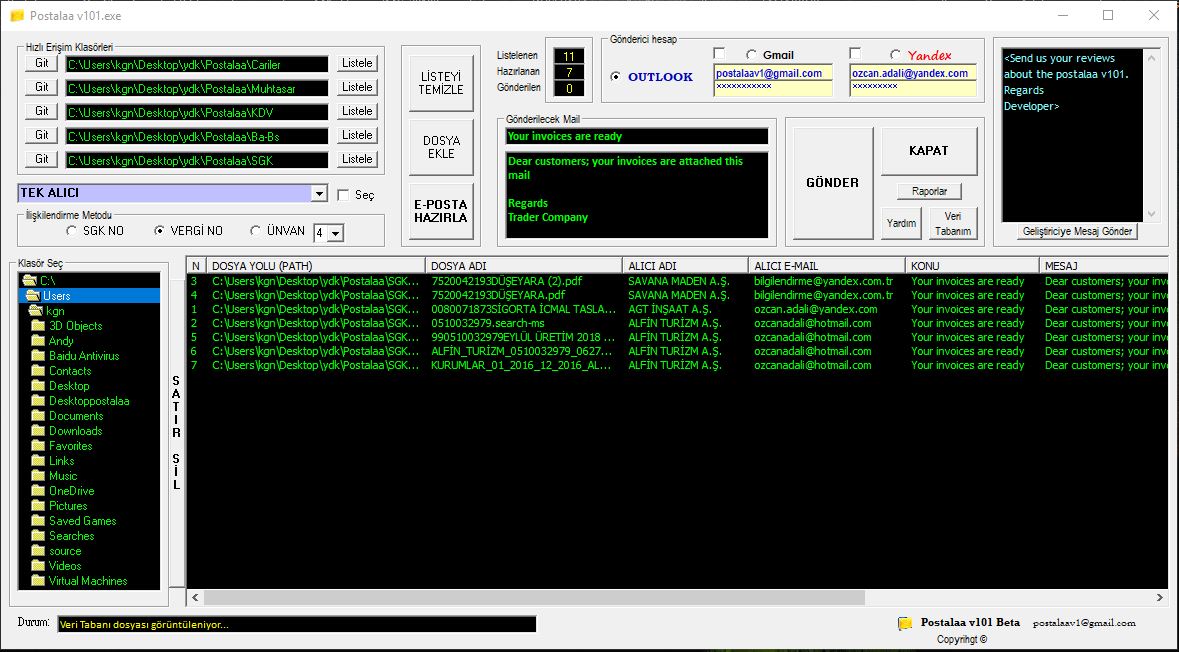 Postalaa v101.exe
Hızlı Erişim Klasörleri
Git C:\Users\kgn\Desktop\ydk\Postalaa\Cariler Listele
Git C:\Users\kgn\Desktop\ydk\Postalaa\Muhtasar Listele
Git C:\Users\kgn\Desktop\ydk\Postalaa\KDV Listele
Git C:\Users\kgn\Desktop\ydk\Postalaa\Ba-Bs Listele
Git C:\Users\kgn\Desktop\ydk\Postalaa\SGK Listele
TEK ALICI Seç
İlişkilendirme Metodu
SGK NO VERGİ NO ÜNVAN 4
LİSTEYİ
TEMİZLE
DOSYA
EKLE
E-POSTA
HAZIRLA
Listelenen 11
Hazırlanan 7
Gönderilen 0
Gönderici hesap
OUTLOOK
Gmail
postalaav1@gmail.com
xxxxxxxxxxx
Yandex
ozcan.adali@yandex.com
xxxxxxxxx
Gönderilecek Mail
Your invoices are ready
Dear customers; your invoices are attached this
mail
Regards
Trader Company
GÖNDER
KAPAT
Raporlar
Yardım
Veri
Tabanım
<Send us your reviews
about the postalaa v101.
Regards
Developer>
Geliştiriciye Mesaj Gönder
Klasör Seç
C:\
Users
kgn
3D Objects
Andy
Baidu Antivirus
Contacts
Desktop
Desktoppostalaa
Documents
Downloads
Favorites
Links
Music
OneDrive
Pictures
Saved Games
Searches
source
Videos
Virtual Machines
SATIR SİL
N DOSYA YOLU (PATH) DOSYA ADI ALICI ADI ALICI E-MAIL KONU MESAJ
3 C:\Users\kgn\Desktop\ydk\Postalaa\SGK... 7520042193DÜŞEYARA (2).pdf SAVANA MADEN A.Ş. bilgilendirme@yandex.com.tr Your invoices are ready Dear customers; your invo
4 C:\Users\kgn\Desktop\ydk\Postalaa\SGK... 7520042193DÜŞEYARA.pdf SAVANA MADEN A.Ş. bilgilendirme@yandex.com.tr Your invoices are ready Dear customers; your invo
1 C:\Users\kgn\Desktop\ydk\Postalaa\SGK... 0080071873SİGORTA İCMAL TASLA... AGT İNŞAAT A.Ş. ozcan.adali@yandex.com Your invoices are ready Dear customers; your invo
2 C:\Users\kgn\Desktop\ydk\Postalaa\SGK... 0510032979.search-ms ALFİN TURİZM A.Ş. ozcanadali@hotmail.com Your invoices are ready Dear customers; your invo
5 C:\Users\kgn\Desktop\ydk\Postalaa\SGK... 990510032979EYLÜL ÜRETİM 2018 ... ALFİN TURİZM A.Ş. ozcanadali@hotmail.com Your invoices are ready Dear customers; your invo
6 C:\Users\kgn\Desktop\ydk\Postalaa\SGK... ALFİN_TURİZM_0510032979_0627... ALFİN TURİZM A.Ş. ozcanadali@hotmail.com Your invoices are ready Dear customers; your invo
7 C:\Users\kgn\Desktop\ydk\Postalaa\SGK... KURUMLAR_01_2016_12_2016_AL... ALFİN TURİZM A.Ş. ozcanadali@hotmail.com Your invoices are ready Dear customers; your invo
Durum: Veri Tabanı dosyası görüntüleniyor...
Postalaa v101 Beta postalaav1@gmail.com
Copyrihgt ©